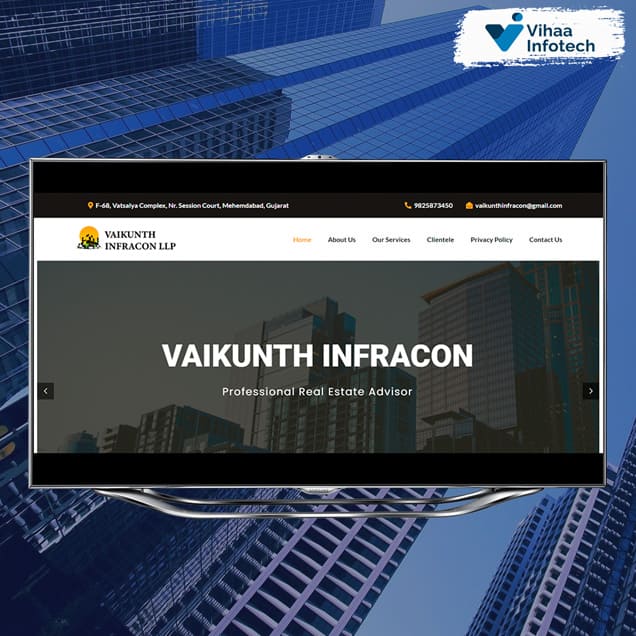 Vihaa
Infotech
F-68, Vatsalya Complex, Nr. Session Court, Mehemdabad, Gujarat
9825873450
vaikunthinfracon@gmail.com
VAIKUNTH
INFRACON LLP
Home
About Us
Our Services
Clientele
Privacy Policy
Contact Us
VAIKUNTH INFRACON
Professional Real Estate Advisor